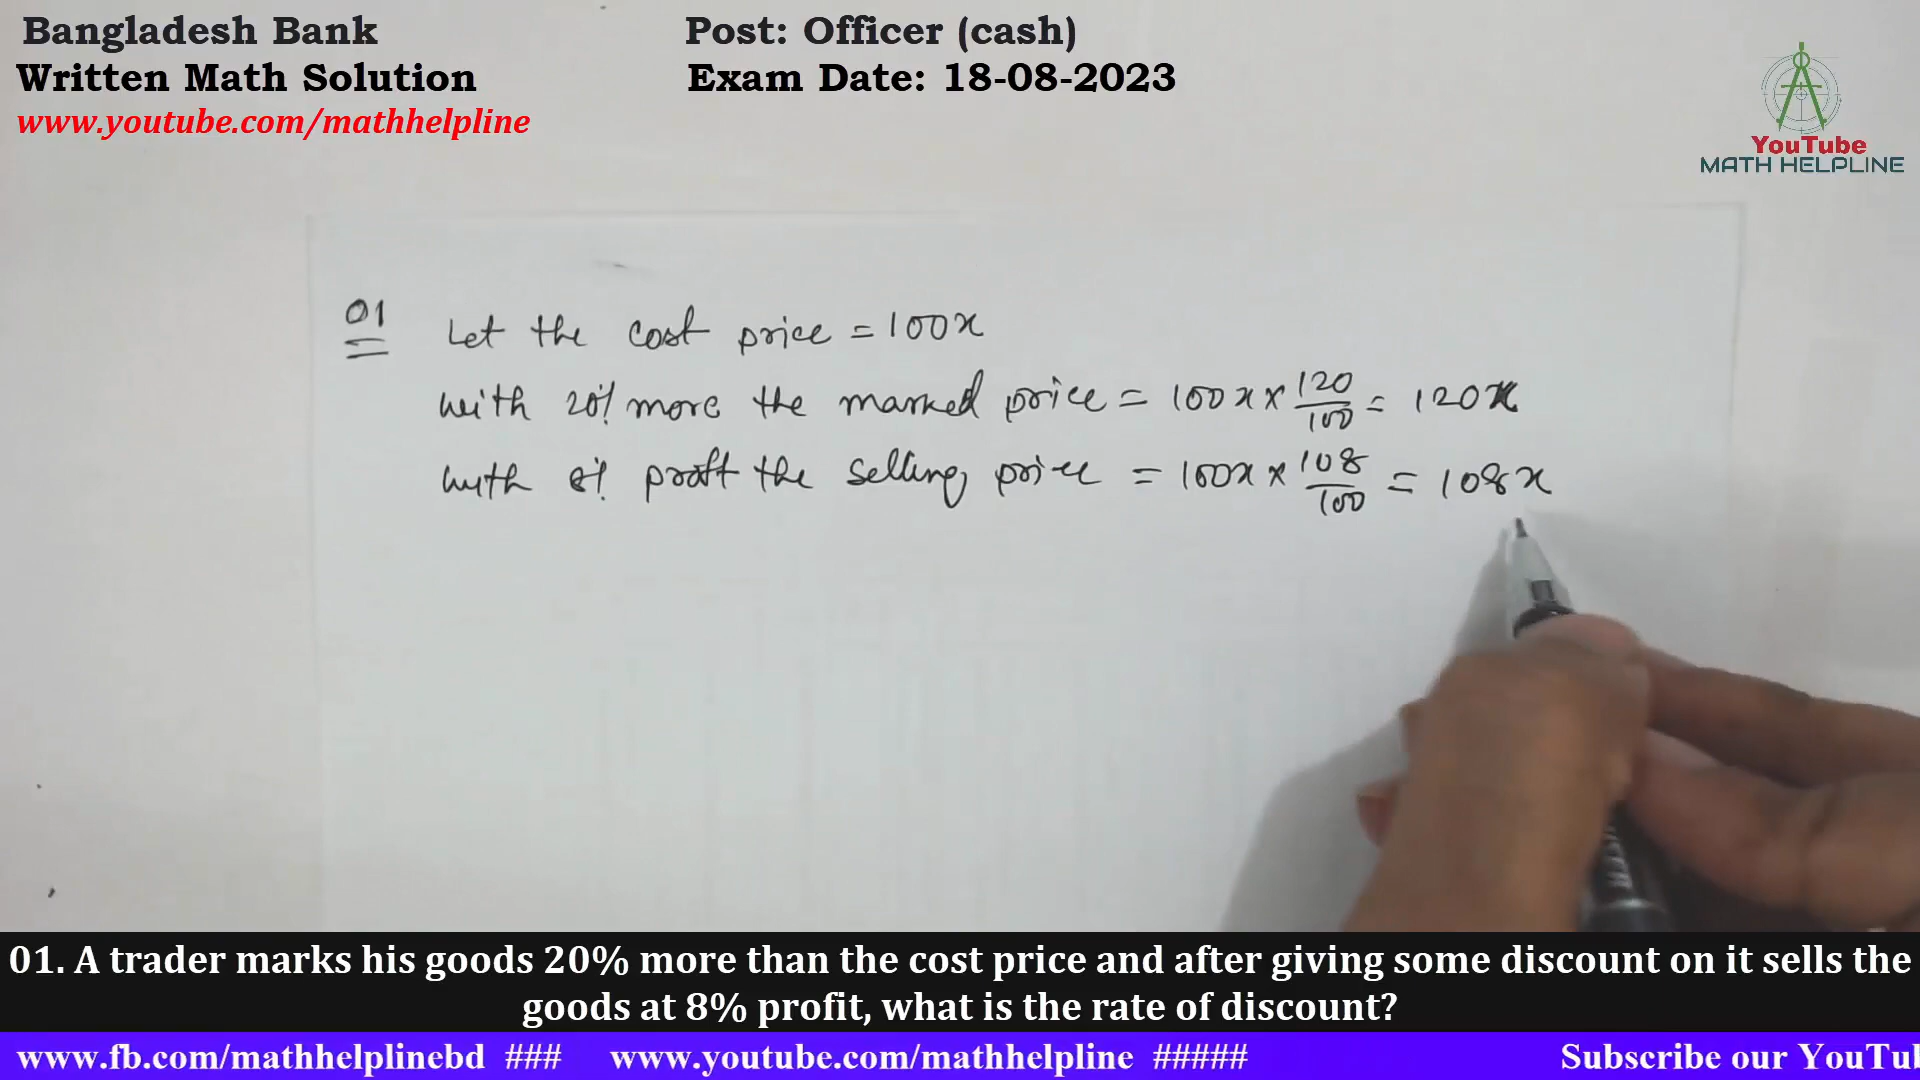 Bangladesh Bank
Post: Officer (cash)
Written Math Solution
Exam Date: 18-08-2023
www.youtube.com/mathhelpline
YouTube
MATH HELPLINE
01 Let the cost price = 100x
with 20% more the marked price = 100x × 120/100 = 120x
with 8% profit the selling price = 100x × 108/100 = 108x
01. A trader marks his goods 20% more than the cost price and after giving some discount on it sells the
goods at 8% profit, what is the rate of discount?
www.fb.com/mathhelplinebd ### www.youtube.com/mathhelpline ##### Subscribe our YouTub